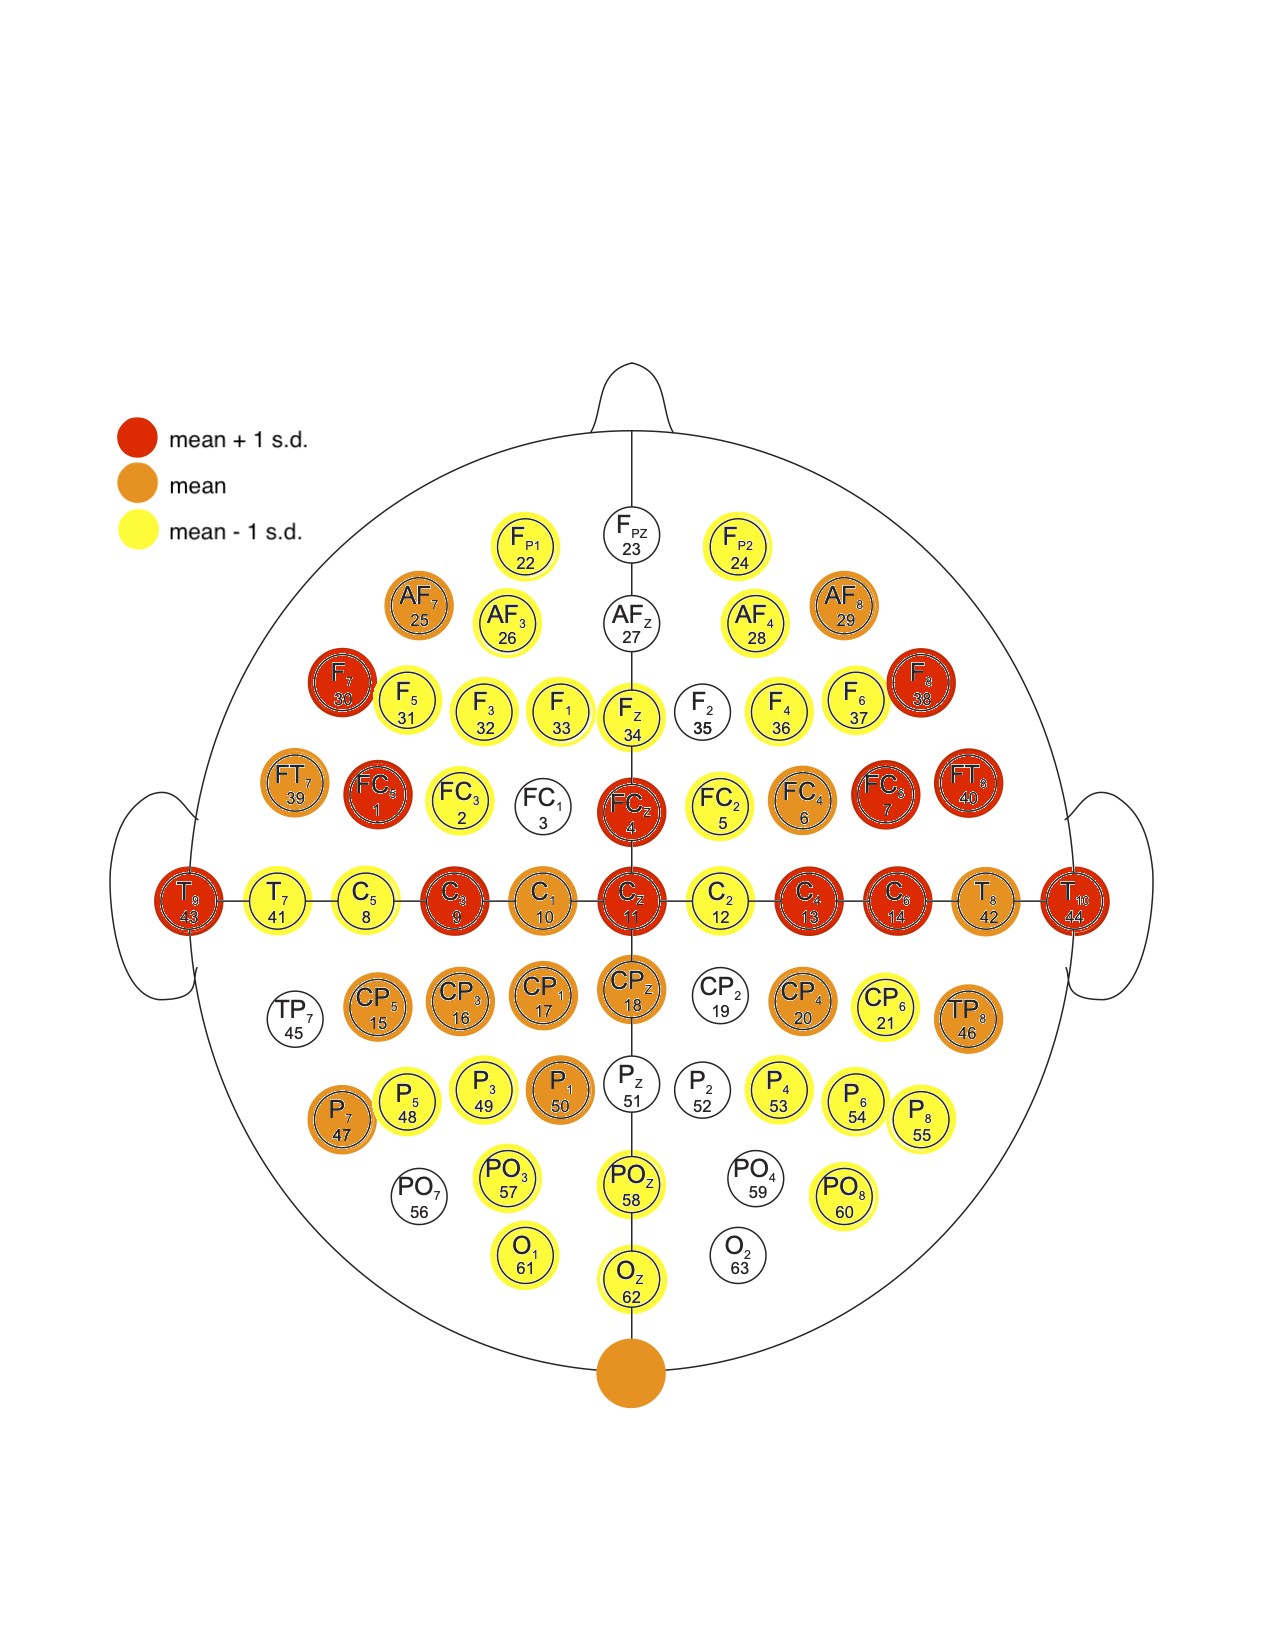 mean + 1 s.d.
mean
mean - 1 s.d.
FP1 22
FPZ 23
FP2 24
AF7 25
AF3 26
AFZ 27
AF4 28
AF8 29
F7 30
F5 31
F3 32
F1 33
FZ 34
F2 35
F4 36
F6 37
F8 38
FT7 39
FC5 1
FC3 2
FC1 3
FCZ 4
FC2 5
FC4 6
FC6 7
FT8 40
T9 43
T7 41
C5 8
C3 9
C1 10
CZ 11
C2 12
C4 13
C6 14
T8 42
T10 44
TP7 45
CP5 15
CP3 16
CP1 17
CPZ 18
CP2 19
CP4 20
CP6 21
TP8 46
P7 47
P5 48
P3 49
P1 50
PZ 51
P2 52
P4 53
P6 54
P8 55
PO7 56
PO3 57
POZ 58
PO4 59
PO8 60
O1 61
OZ 62
O2 63